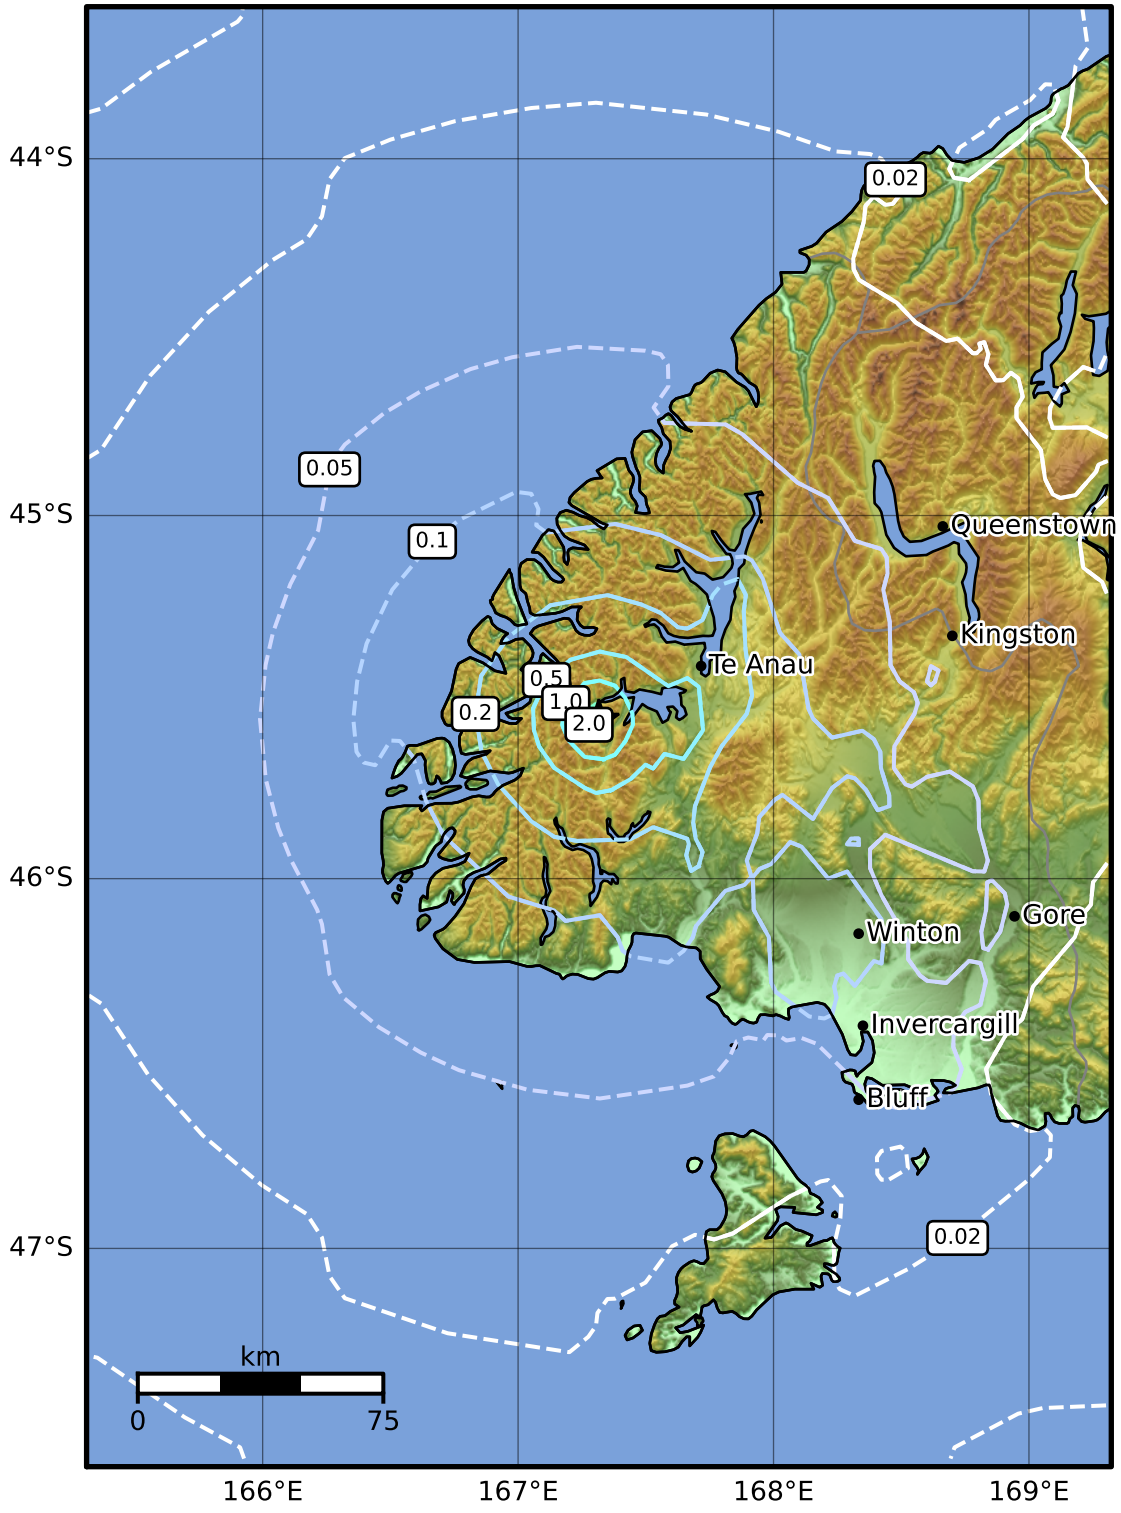 44°S
0.02
0.05
45°S
Queenstown
0.1
Kingston
Te Anau
0.5
1.0
0.2
2.0
46°S
Gore
Winton
Invercargill
Bluff
0.02
47°S
km
0 75
166°E 167°E 168°E 169°E